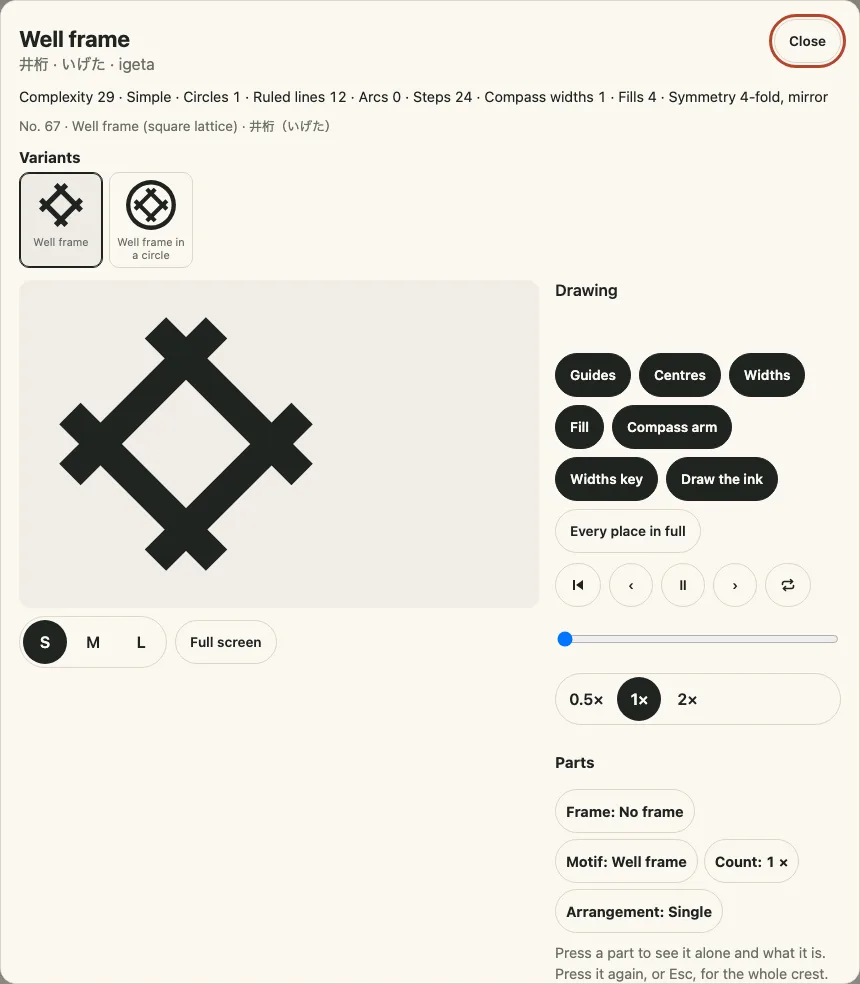 Well frame
Close
井桁 · いげた · igeta
Complexity 29 · Simple · Circles 1 · Ruled lines 12 · Arcs 0 · Steps 24 · Compass widths 1 · Fills 4 · Symmetry 4-fold, mirror
No. 67 · Well frame (square lattice) · 井桁（いげた）
Variants
Well frame
Well frame in
a circle
Drawing
Guides
Centres
Widths
Fill
Compass arm
Widths key
Draw the ink
Every place in full
S
M
L
Full screen
0.5×
1×
2×
Parts
Frame: No frame
Motif: Well frame
Count: 1 ×
Arrangement: Single
Press a part to see it alone and what it is.
Press it again, or Esc, for the whole crest.